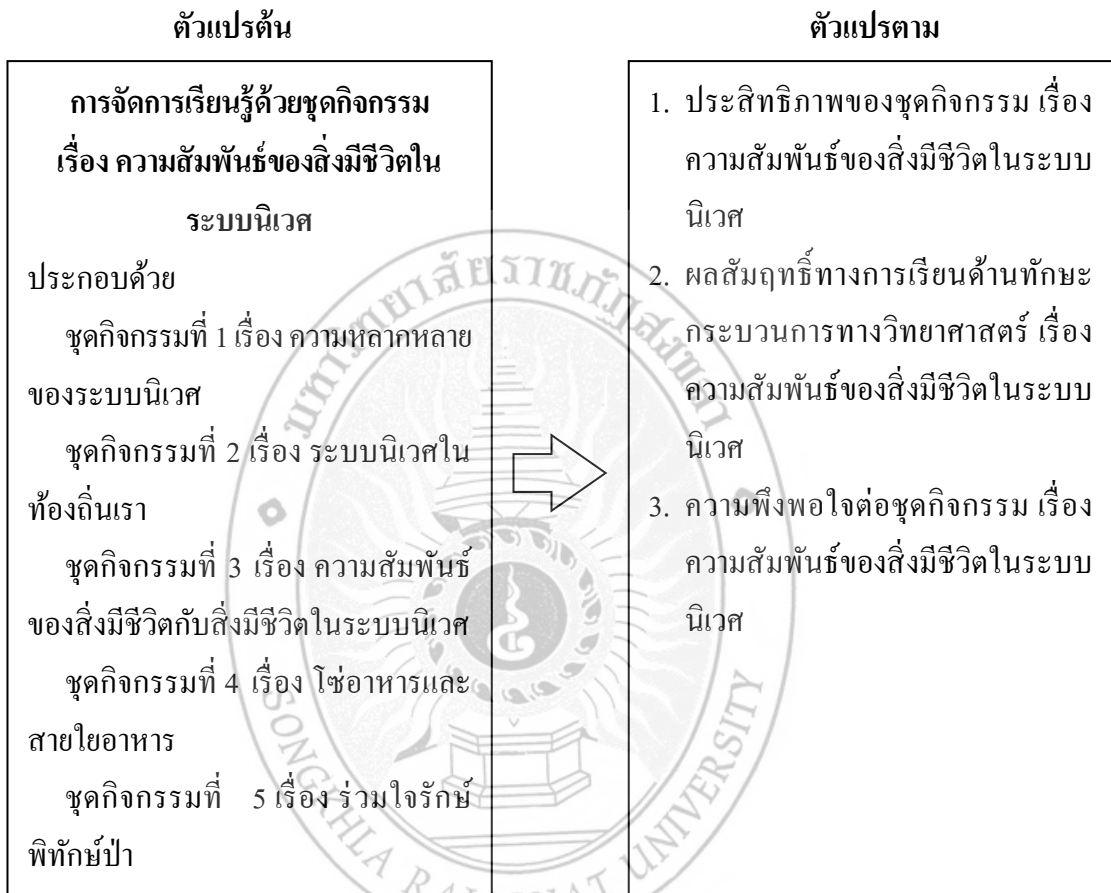 ตัวแปรต้น
ตัวแปรตาม
การจัดการเรียนรู้ด้วยชุดกิจกรรม
เรื่อง ความสัมพันธ์ของสิ่งมีชีวิตใน
ระบบนิเวศ
ประกอบด้วย
ชุดกิจกรรมที่ 1 เรื่อง ความหลากหลาย
ของระบบนิเวศ
ชุดกิจกรรมที่ 2 เรื่อง ระบบนิเวศใน
ท้องถิ่นเรา
ชุดกิจกรรมที่ 3 เรื่อง ความสัมพันธ์
ของสิ่งมีชีวิตกับสิ่งมีชีวิตในระบบนิเวศ
ชุดกิจกรรมที่ 4 เรื่อง โซ่อาหารและ
สายใยอาหาร
ชุดกิจกรรมที่ 5 เรื่อง ร่วมใจรักษ์
พิทักษ์ป่า
1. ประสิทธิภาพของชุดกิจกรรม เรื่อง
ความสัมพันธ์ของสิ่งมีชีวิตในระบบ
นิเวศ
2. ผลสัมฤทธิ์ทางการเรียนด้านทักษะ
กระบวนการทางวิทยาศาสตร์ เรื่อง
ความสัมพันธ์ของสิ่งมีชีวิตในระบบ
นิเวศ
3. ความพึงพอใจต่อชุดกิจกรรม เรื่อง
ความสัมพันธ์ของสิ่งมีชีวิตในระบบ
นิเวศ
มหาวิทยาลัยราชภัฏสงขลา
SONGKHLA RAJABHAT UNIVERSITY